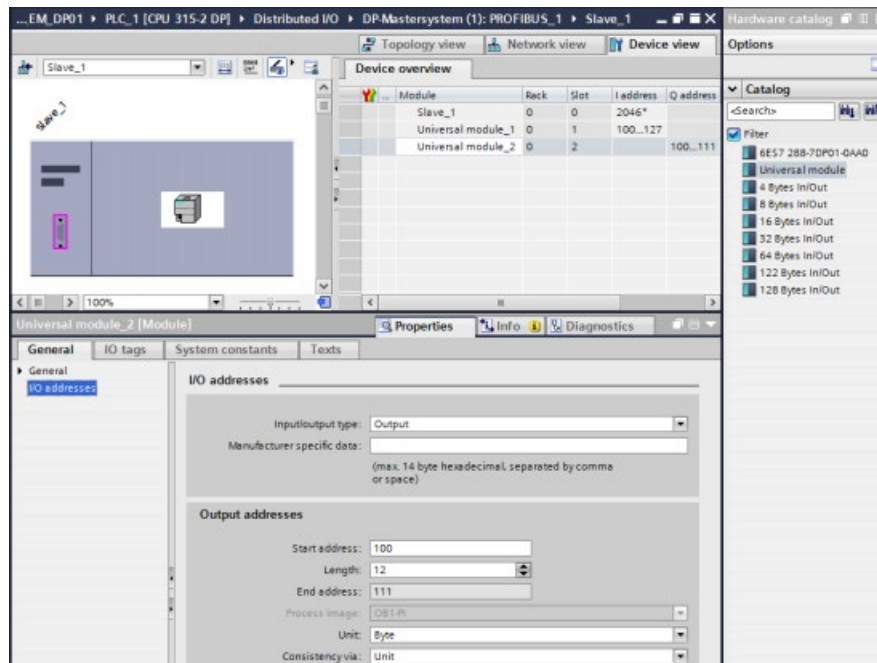 ...EM_DP01 ▸ PLC_1 [CPU 315-2 DP] ▸ Distributed I/O ▸ DP-Mastersystem (1): PROFIBUS_1 ▸ Slave_1
Hardware catalog
Topology view Network view Device view
Options
Slave_1
Device overview
... Module Rack Slot I address Q address
Slave_1 0 0 2046*
Universal module_1 0 1 100...127
Universal module_2 0 2 100...111
Slave_1
Catalog
<Search>
Filter
6ES7 288-7DP01-0AA0
Universal module
4 Bytes In/Out
8 Bytes In/Out
16 Bytes In/Out
32 Bytes In/Out
64 Bytes In/Out
122 Bytes In/Out
128 Bytes In/Out
100%
Universal module_2 [Module]
Properties Info Diagnostics
General IO tags System constants Texts
General
I/O addresses
I/O addresses
Input/output type: Output
Manufacturer specific data:
(max. 14 byte hexadecimal, separated by comma
or space)
Output addresses
Start address: 100
Length: 12
End address: 111
Process image: OB1-PI
Unit: Byte
Consistency via: Unit